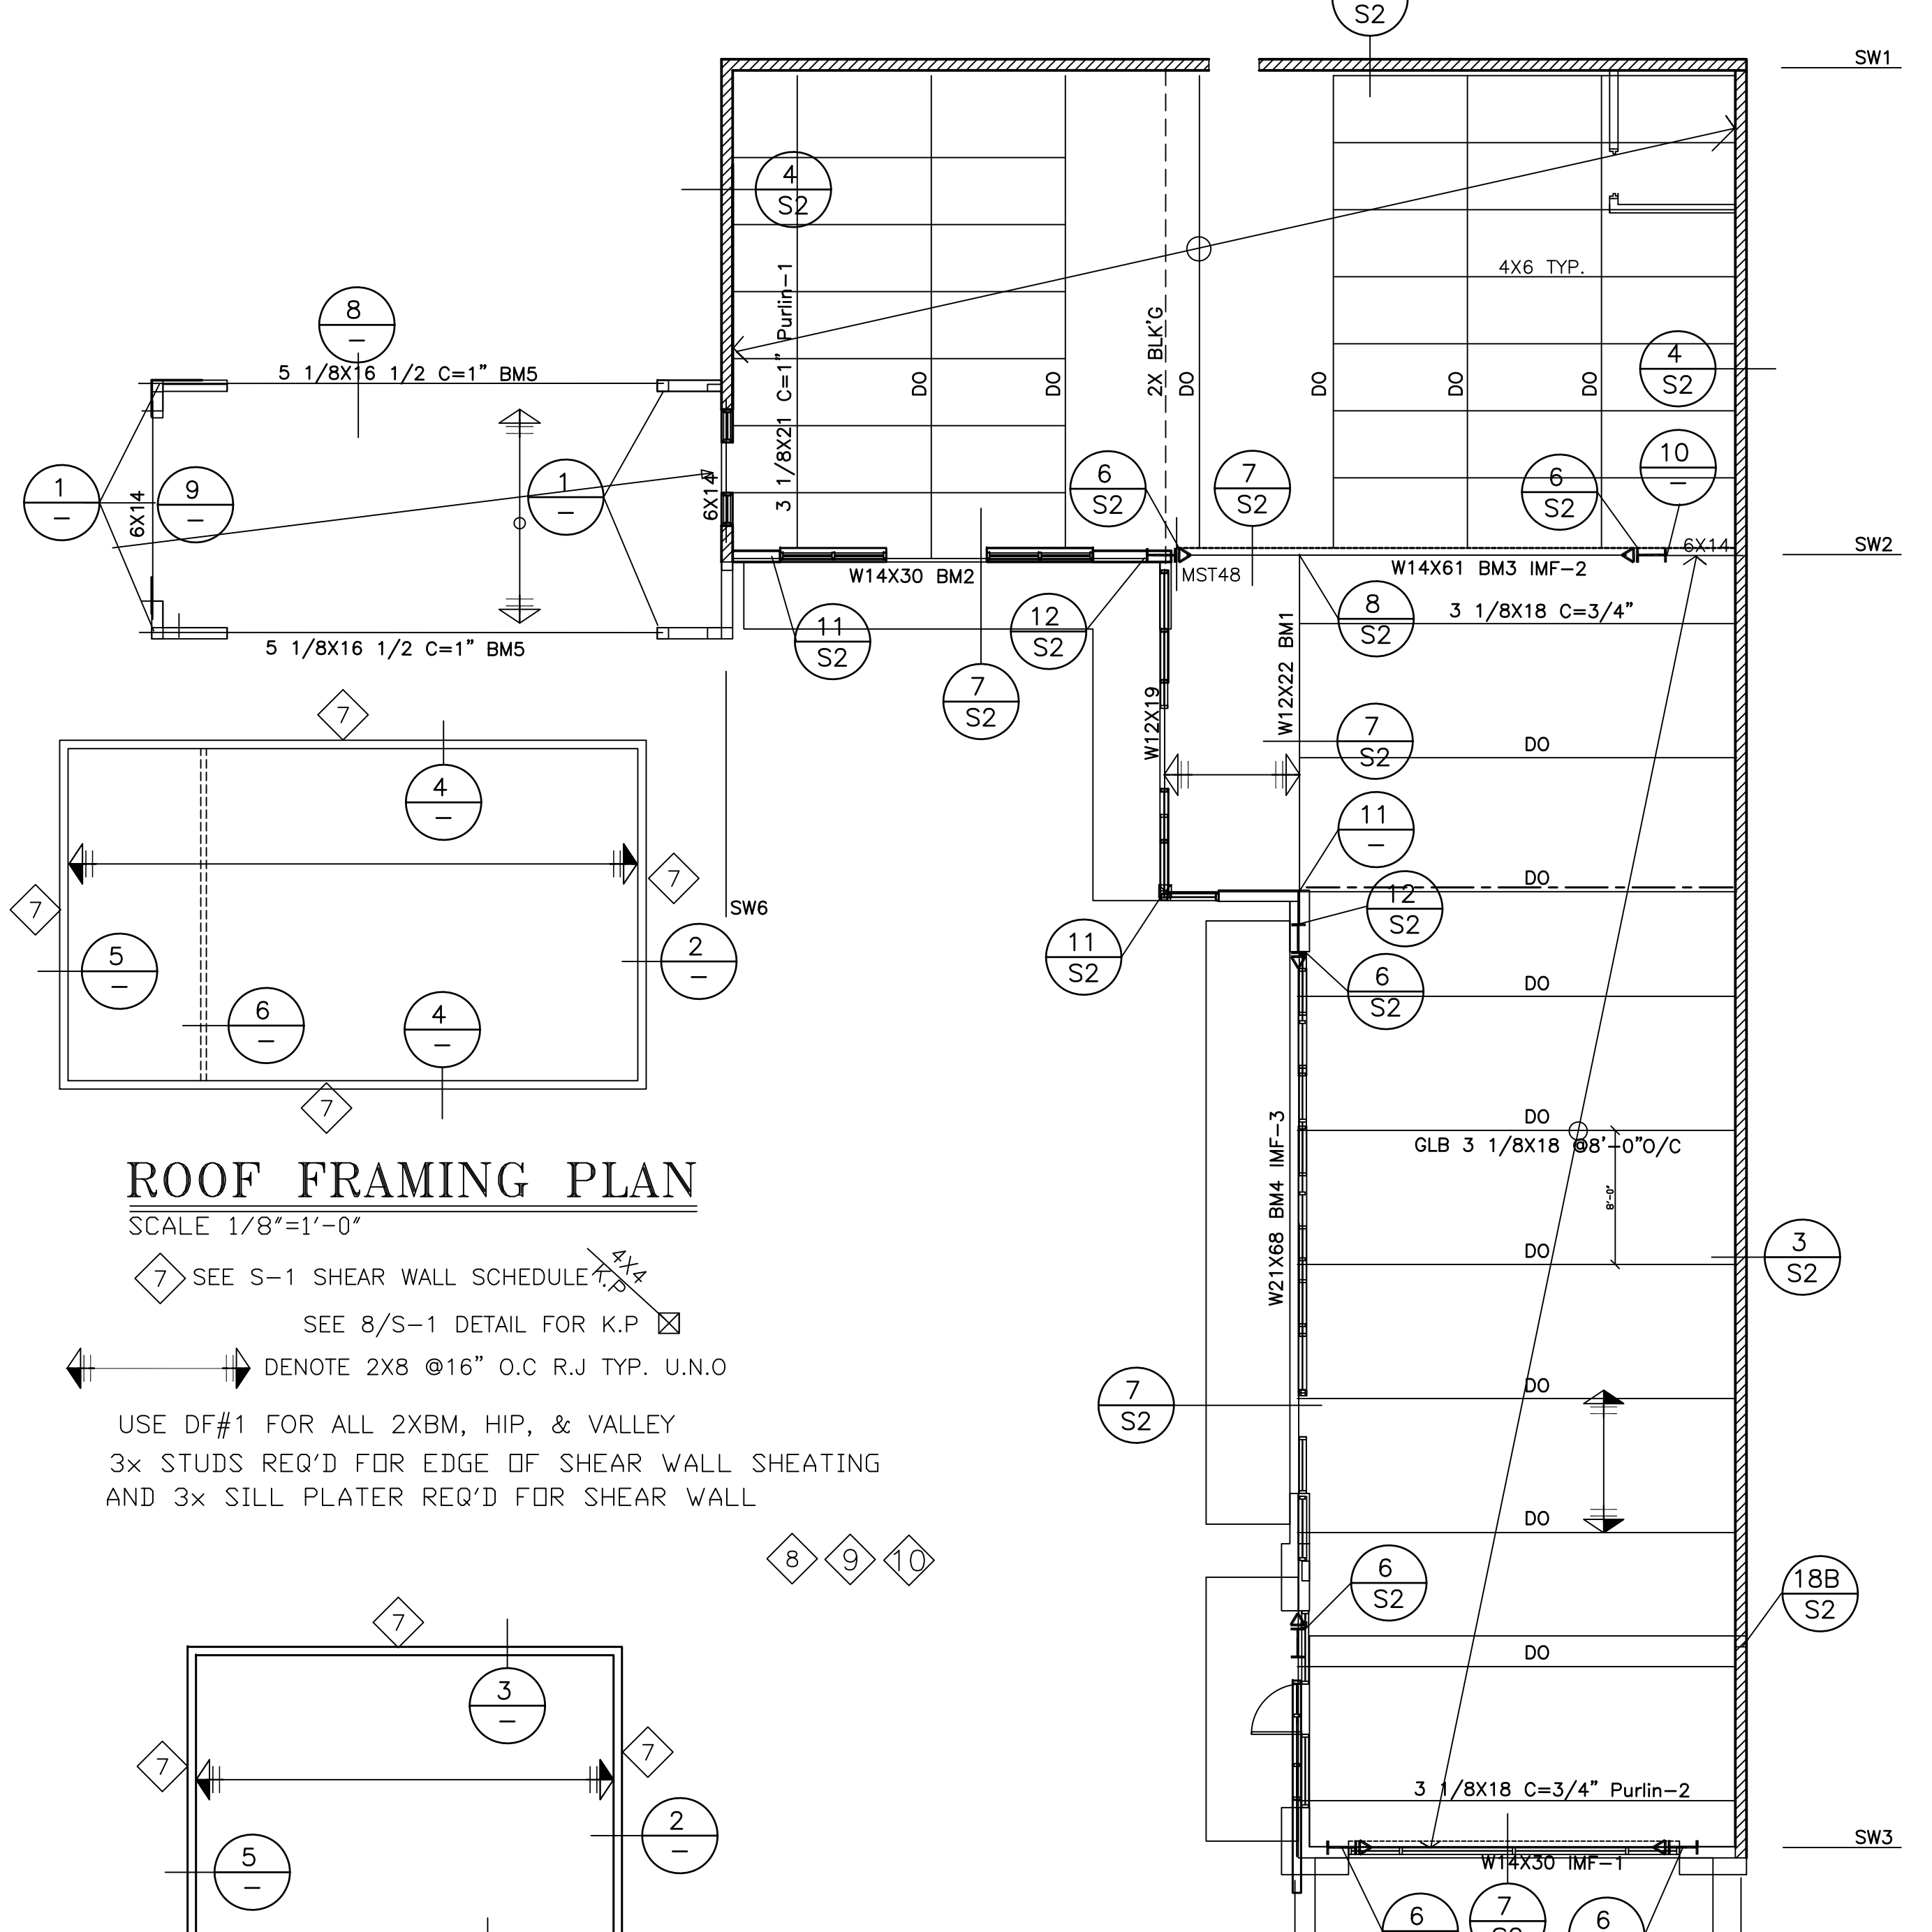 S2
SW1
4
S2
3 1/8X21 C=1" Purlin-1
DO
DO
2X BLK'G
DO
DO
DO
DO
4X6 TYP.
4
S2
8
–
5 1/8X16 1/2 C=1" BM5
1
–
6X14
9
–
1
–
6X14
5 1/8X16 1/2 C=1" BM5
6
S2
7
S2
6
S2
10
–
6X14
SW2
W14X30 BM2
MST48
W14X61 BM3 IMF-2
11
S2
12
S2
7
S2
8
S2
3 1/8X18 C=3/4"
W12X19
W12X22 BM1
7
S2
DO
11
–
DO
12
S2
11
S2
6
S2
DO
SW6
7
4
–
7
7
5
–
2
–
6
–
4
–
7
DO
GLB 3 1/8X18 @8'-0"O/C
8'-0"
W21X68 BM4 IMF-3
DO
3
S2
ROOF FRAMING PLAN
SCALE 1/8"=1'-0"
7 SEE S-1 SHEAR WALL SCHEDULE
4X4
K.P
SEE 8/S-1 DETAIL FOR K.P
DENOTE 2X8 @16" O.C R.J TYP. U.N.O
USE DF#1 FOR ALL 2XBM, HIP, & VALLEY
3x STUDS REQ'D FOR EDGE OF SHEAR WALL SHEATING
AND 3x SILL PLATER REQ'D FOR SHEAR WALL
7
S2
DO
DO
8 9 10
6
S2
18B
S2
DO
7
3
–
7
7
2
–
5
–
3 1/8X18 C=3/4" Purlin-2
SW3
W14X30 IMF-1
6
7
S2
6